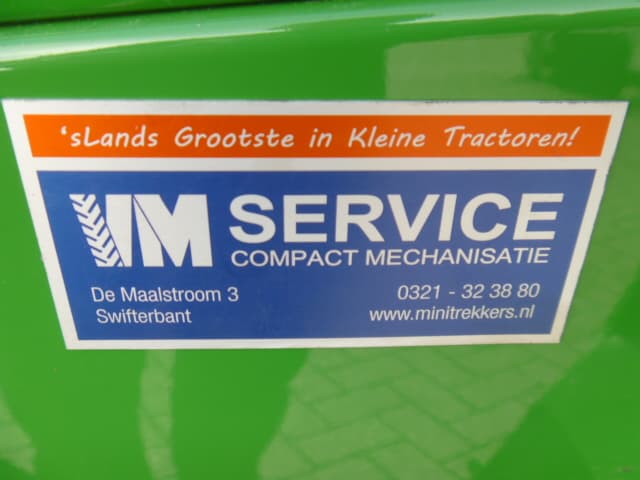 'sLands Grootste in Kleine Tractoren!
VM SERVICE
COMPACT MECHANISATIE
De Maalstroom 3
0321 - 32 38 80
Swifterbant
www.minitrekkers.nl